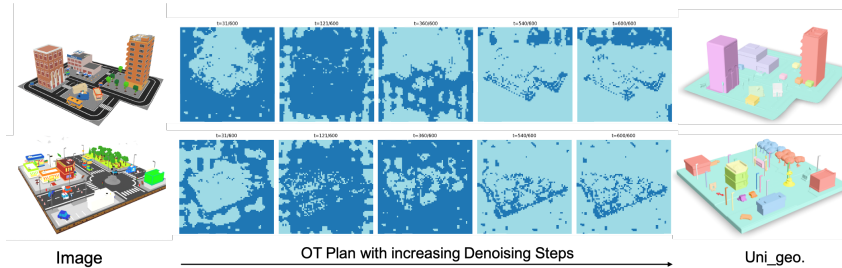 t=31/600 t=121/600 t=360/600 t=540/600 t=600/600
t=31/600 t=121/600 t=360/600 t=540/600 t=600/600
Image
OT Plan with increasing Denoising Steps
Uni_geo.